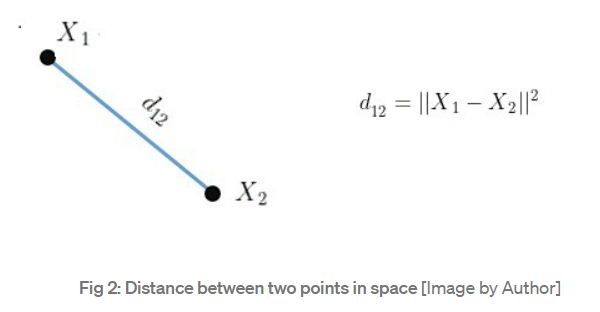 X₁
d₁₂
d₁₂ = ||X₁ − X₂||²
X₂
Fig 2: Distance between two points in space [Image by Author]